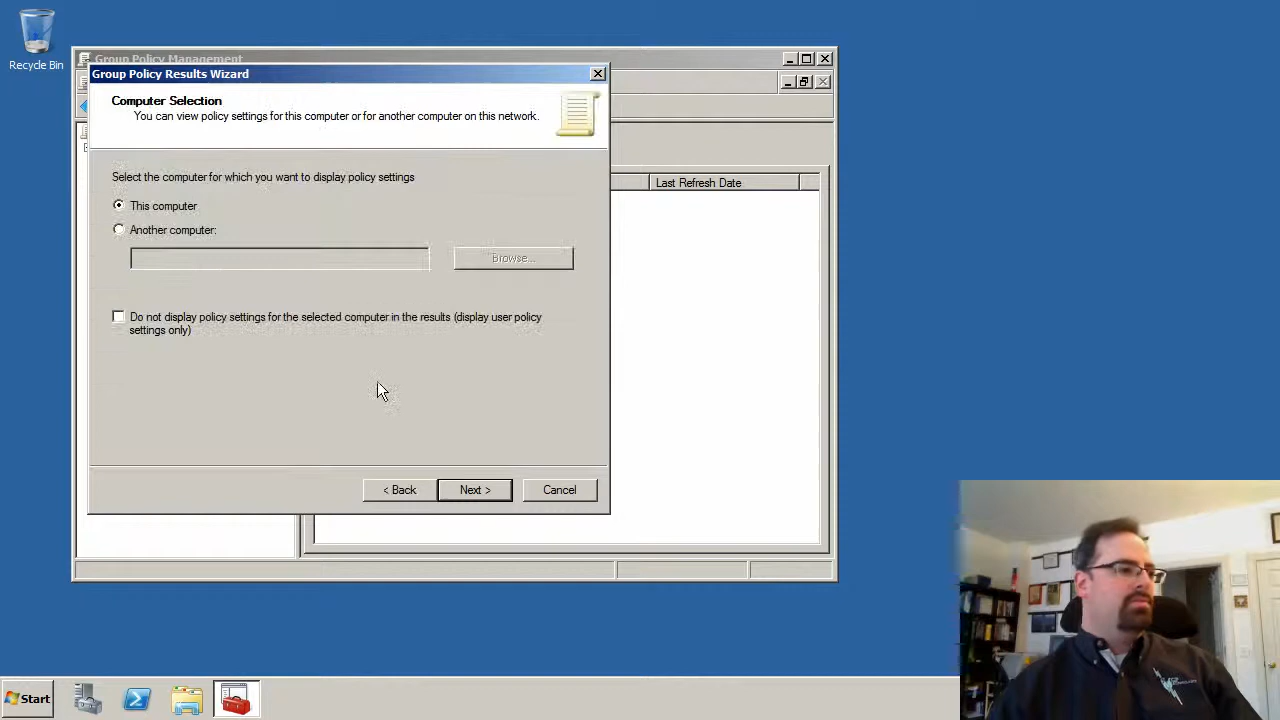 Recycle Bin
Group Policy Management
Group Policy Results Wizard
Computer Selection
You can view policy settings for this computer or for another computer on this network.
Select the computer for which you want to display policy settings
This computer
Another computer:
Browse...
Do not display policy settings for the selected computer in the results (display user policy
settings only)
Last Refresh Date
< Back
Next >
Cancel
Start